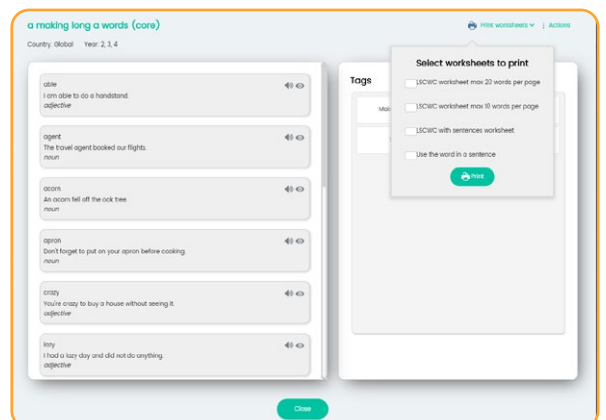 a making long a words (core)
Print worksheets
Actions
Country: Global Year: 2, 3, 4
able
I am able to do a handstand.
adjective
agent
The travel agent booked our flights.
noun
acorn
An acorn fell off the oak tree.
noun
apron
Don't forget to put on your apron before cooking.
noun
crazy
You're crazy to buy a house without seeing it.
adjective
lazy
I had a lazy day and did not do anything.
adjective
Tags
Select worksheets to print
LSCWC worksheet max 20 words per page
LSCWC worksheet max 10 words per page
LSCWC with sentences worksheet
Use the word in a sentence
Print
Close